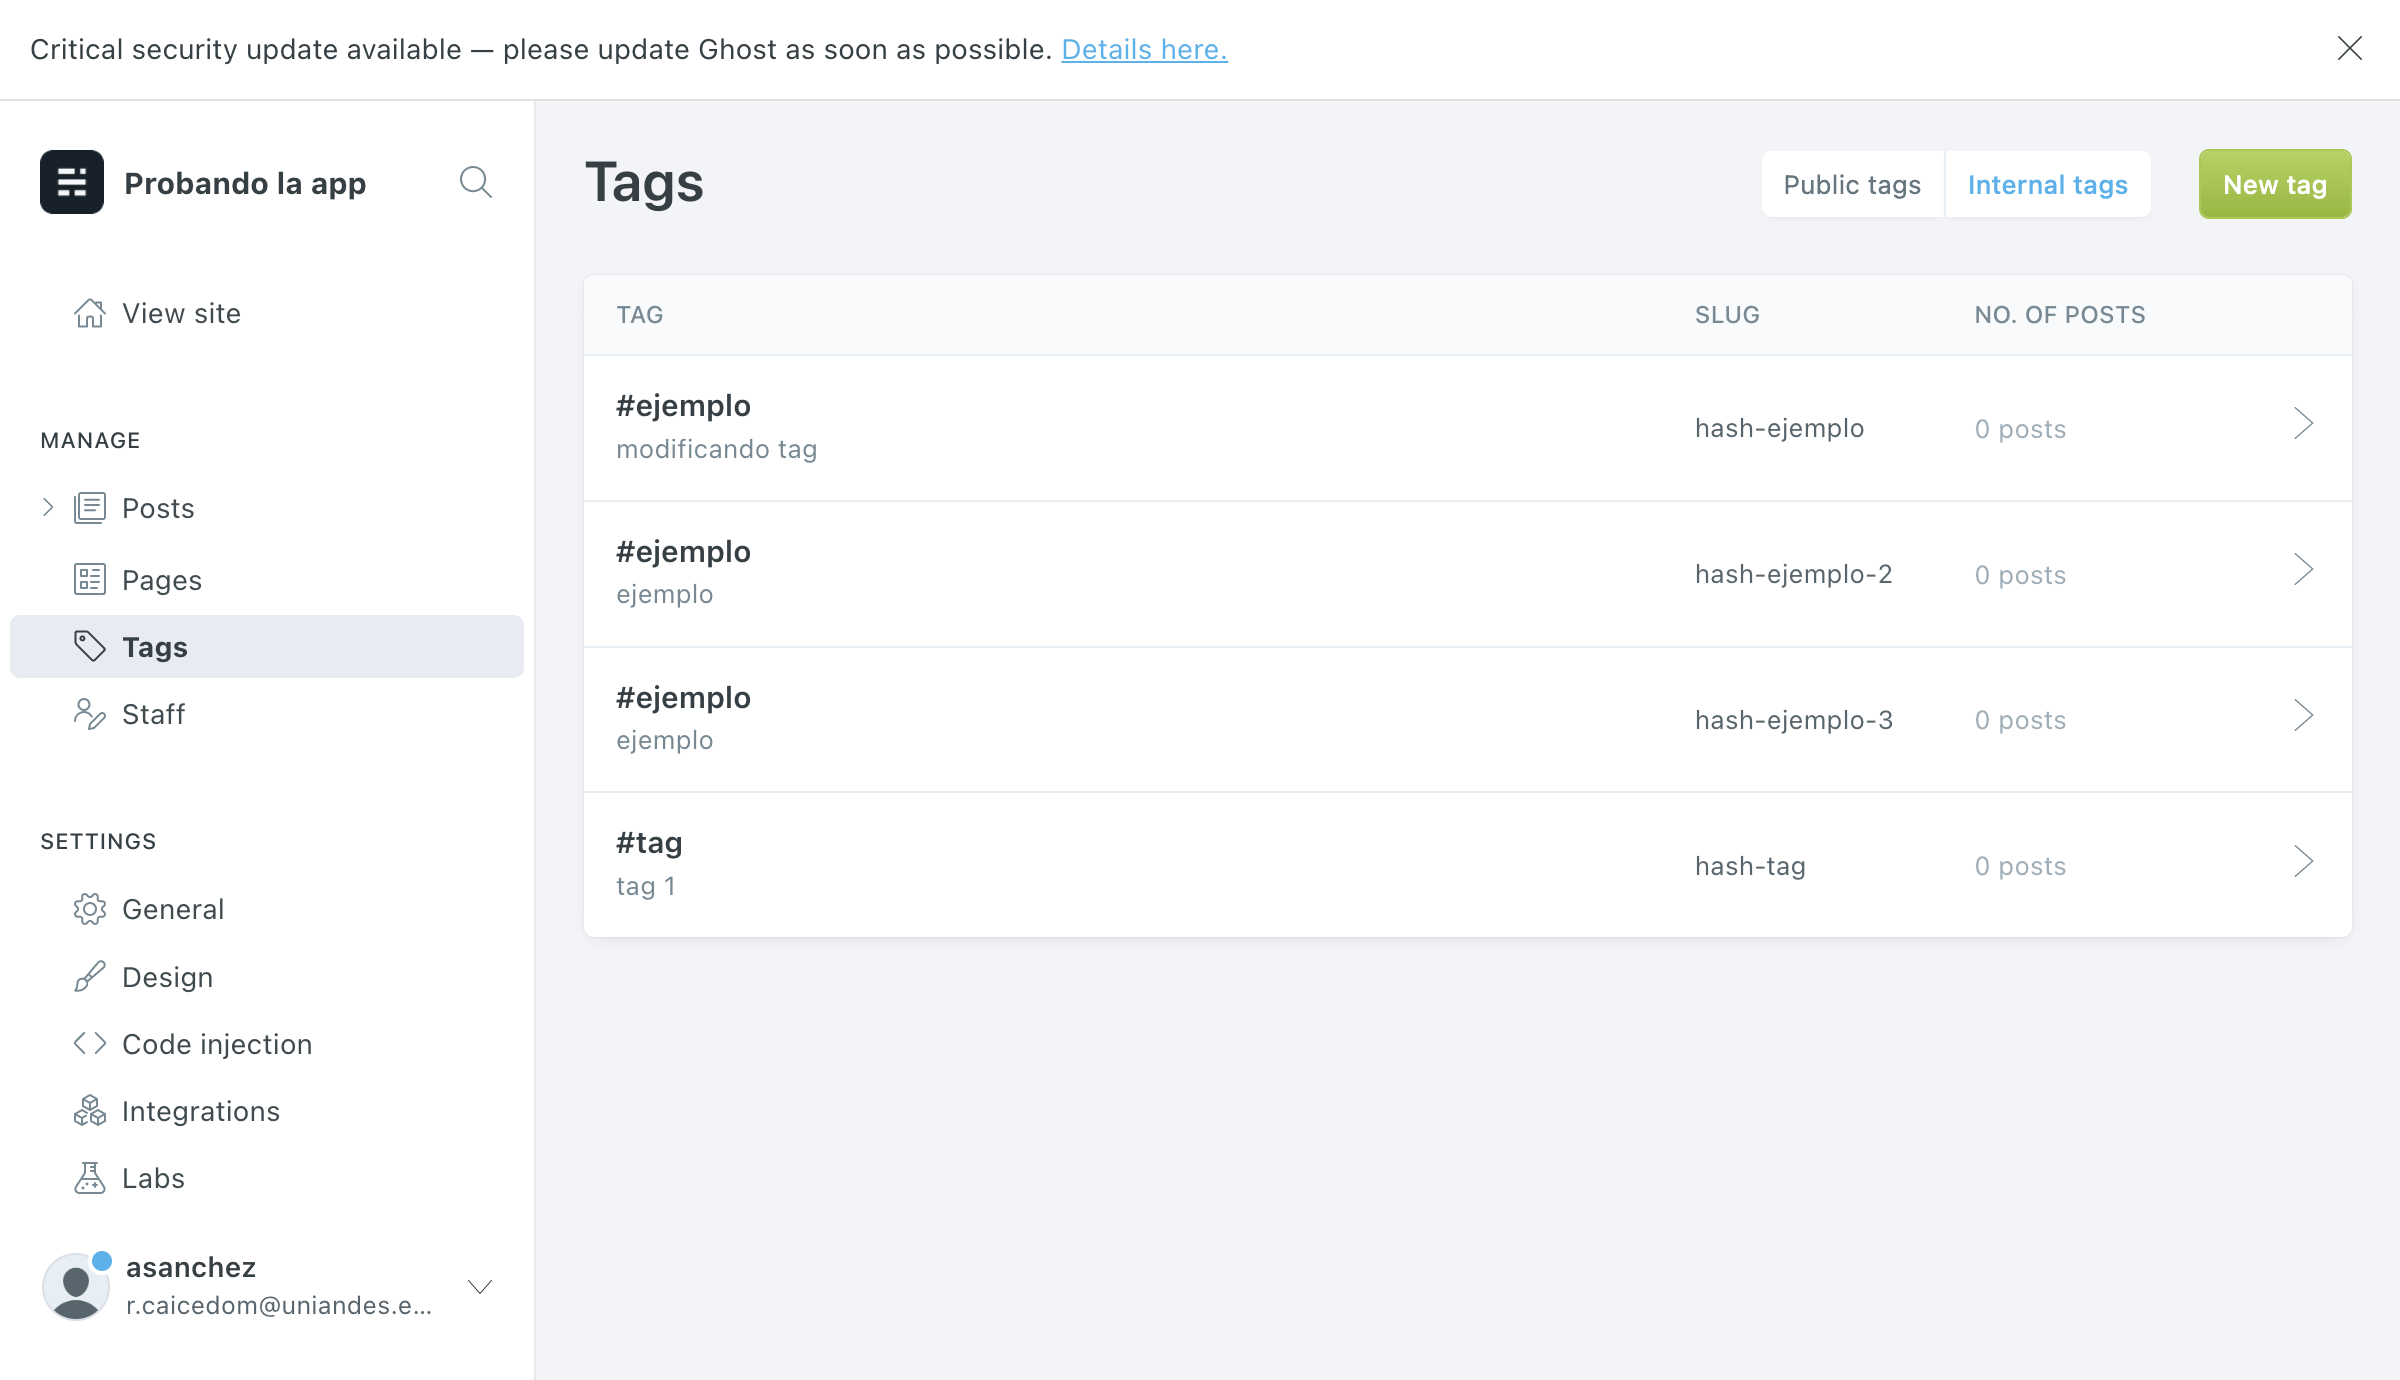 Critical security update available — please update Ghost as soon as possible. Details here.
Probando la app
View site
MANAGE
Posts
Pages
Tags
Staff
SETTINGS
General
Design
Code injection
Integrations
Labs
asanchez
r.caicedom@uniandes.e...
Tags
Public tags
Internal tags
New tag
TAG SLUG NO. OF POSTS
#ejemplo
modificando tag
hash-ejemplo
0 posts
#ejemplo
ejemplo
hash-ejemplo-2
0 posts
#ejemplo
ejemplo
hash-ejemplo-3
0 posts
#tag
tag 1
hash-tag
0 posts